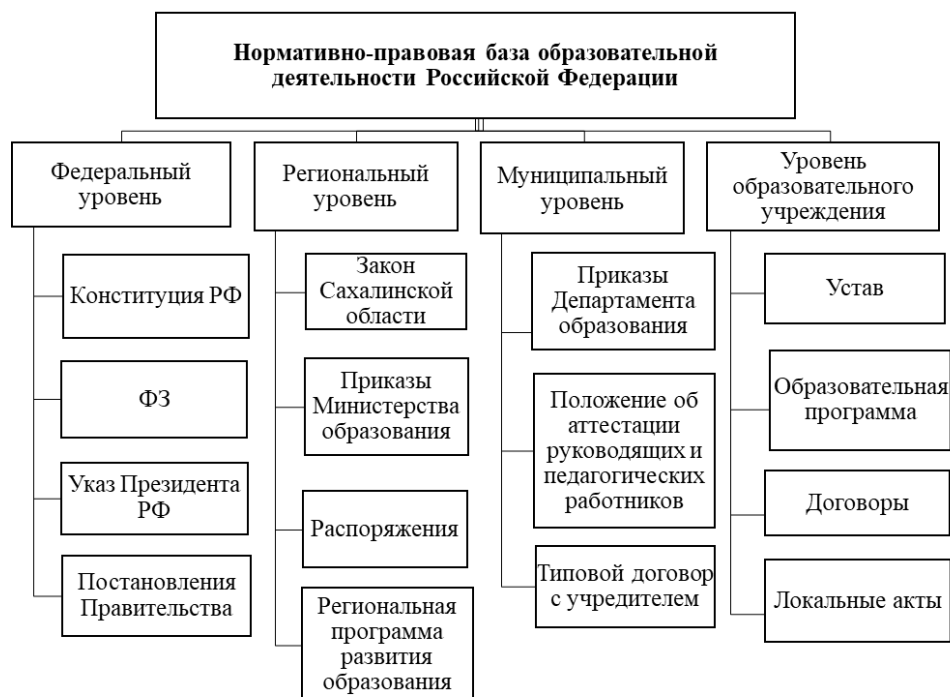 Нормативно-правовая база образовательной
деятельности Российской Федерации
Федеральный
уровень
Конституция РФ
ФЗ
Указ Президента
РФ
Постановления
Правительства
Региональный
уровень
Закон
Сахалинской
области
Приказы
Министерства
образования
Распоряжения
Региональная
программа
развития
образования
Муниципальный
уровень
Приказы
Департамента
образования
Положение об
аттестации
руководящих и
педагогических
работников
Типовой договор
с учредителем
Уровень
образовательного
учреждения
Устав
Образовательная
программа
Договоры
Локальные акты